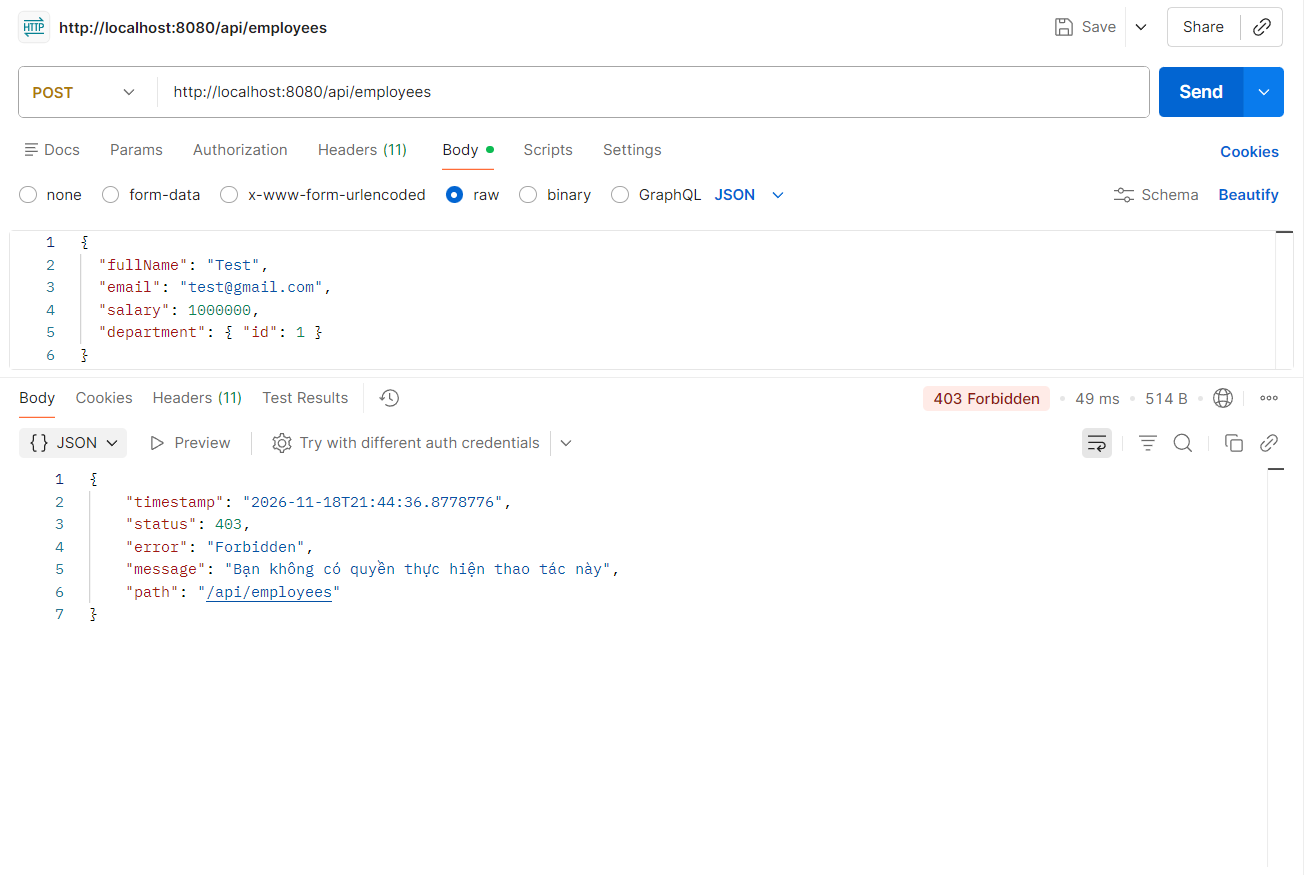 HTTP http://localhost:8080/api/employees Save Share
POST http://localhost:8080/api/employees Send
Docs Params Authorization Headers (11) Body Scripts Settings Cookies
none form-data x-www-form-urlencoded raw binary GraphQL JSON Schema Beautify
1 {
2 "fullName": "Test",
3 "email": "test@gmail.com",
4 "salary": 1000000,
5 "department": { "id": 1 }
6 }
Body Cookies Headers (11) Test Results 403 Forbidden 49 ms 514 B
{} JSON Preview Try with different auth credentials
1 {
2 "timestamp": "2026-11-18T21:44:36.8778776",
3 "status": 403,
4 "error": "Forbidden",
5 "message": "Bạn không có quyền thực hiện thao tác này",
6 "path": "/api/employees"
7 }